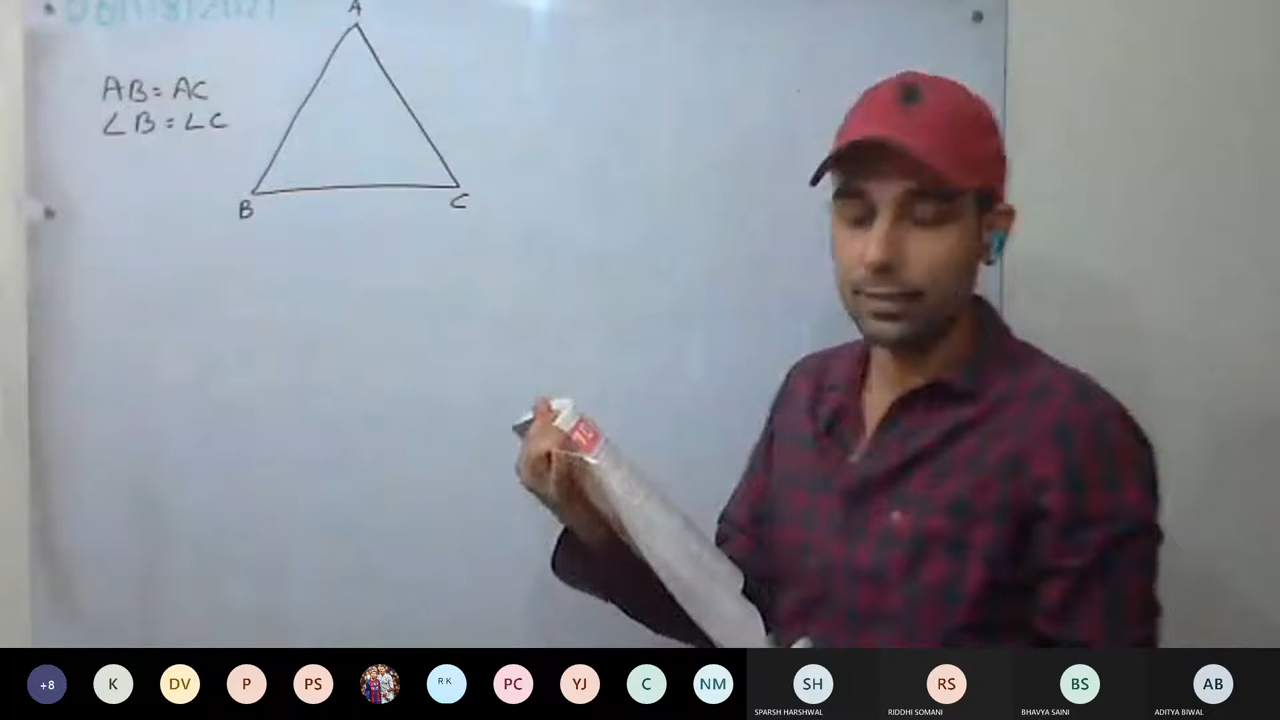 A
AB = AC
∠B = ∠C
B
C
+8
K
DV
P
PS
RK
PC
YJ
C
NM
SH
RS
BS
AB
SPARSH HARSHWAL
RIDDHI SOMANI
BHAVYA SAINI
ADITYA BIWAL